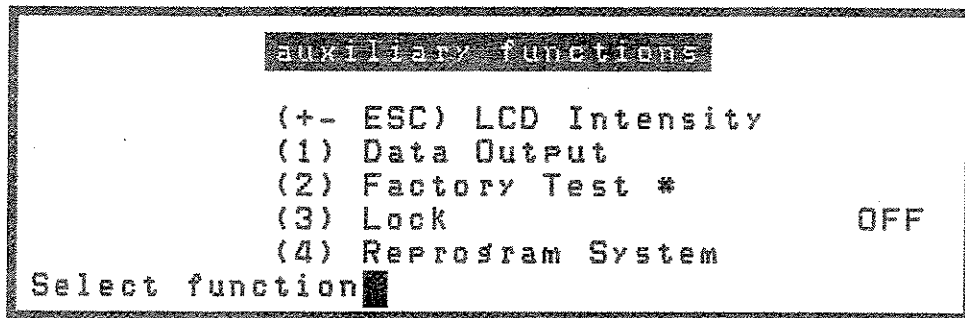 auxiliary functions
(+- ESC) LCD Intensity
(1) Data Output
(2) Factory Test *
(3) Lock OFF
(4) Reprogram System
Select function